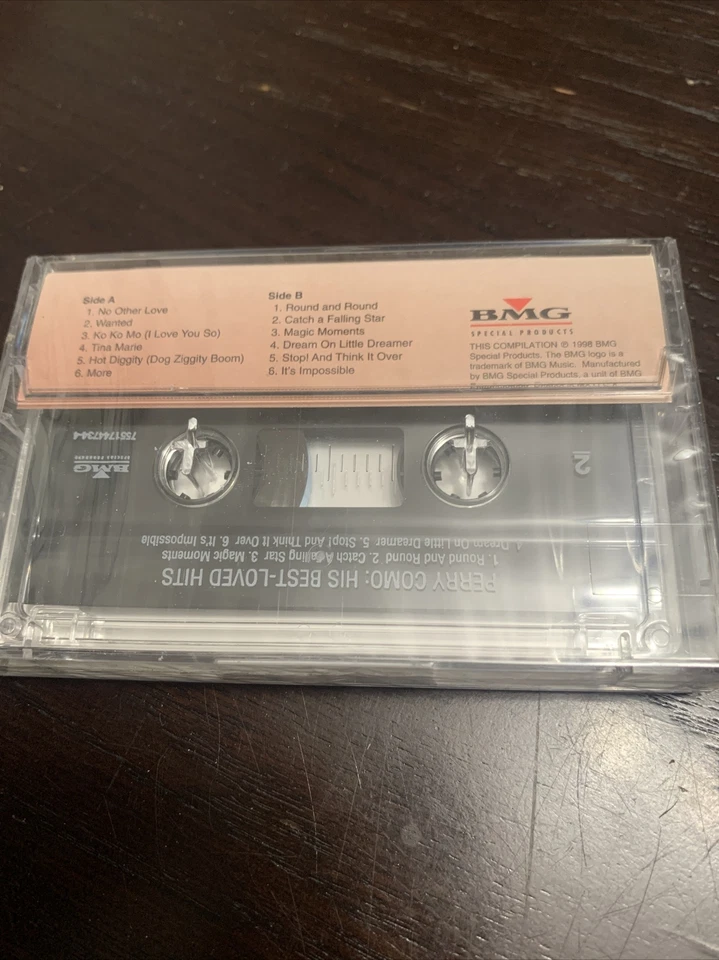 Side A
1. No Other Love
2. Wanted
3. Ko Ko Mo (I Love You So)
4. Tina Marie
5. Hot Diggity (Dog Ziggity Boom)
6. More
Side B
1. Round and Round
2. Catch a Falling Star
3. Magic Moments
4. Dream On Little Dreamer
5. Stop! And Think It Over
6. It's Impossible
BMG
SPECIAL PRODUCTS
THIS COMPILATION ℗ 1998 BMG
Special Products. The BMG logo is a
trademark of BMG Music. Manufactured
by BMG Special Products, a unit of BMG
PERRY COMO: HIS BEST-LOVED HITS
1. Round And Round 2. Catch A Falling Star 3. Magic Moments
Dream On Little Dreamer 5. Stop! And Think It Over 6. It's Impossible
2
BMG
SPECIAL PRODUCTS